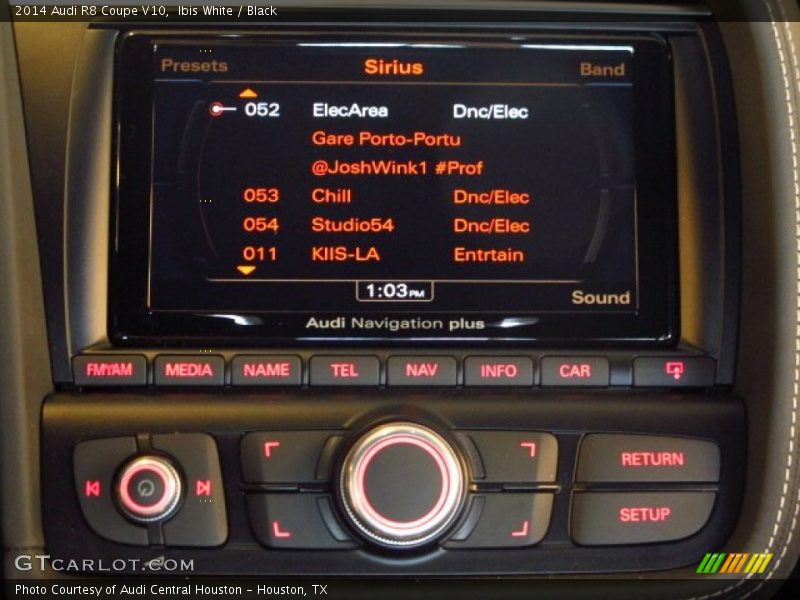 2014 Audi R8 Coupe V10,  Ibis White / Black
Presets Sirius Band
052 ElecArea Dnc/Elec
Gare Porto-Portu
@JoshWink1 #Prof
053 Chill Dnc/Elec
054 Studio54 Dnc/Elec
011 KIIS-LA Entrtain
1:03PM
Sound
Audi Navigation plus
FM/AM MEDIA NAME TEL NAV INFO CAR
RETURN
SETUP
GTCARLOT.COM
Photo Courtesy of Audi Central Houston - Houston, TX